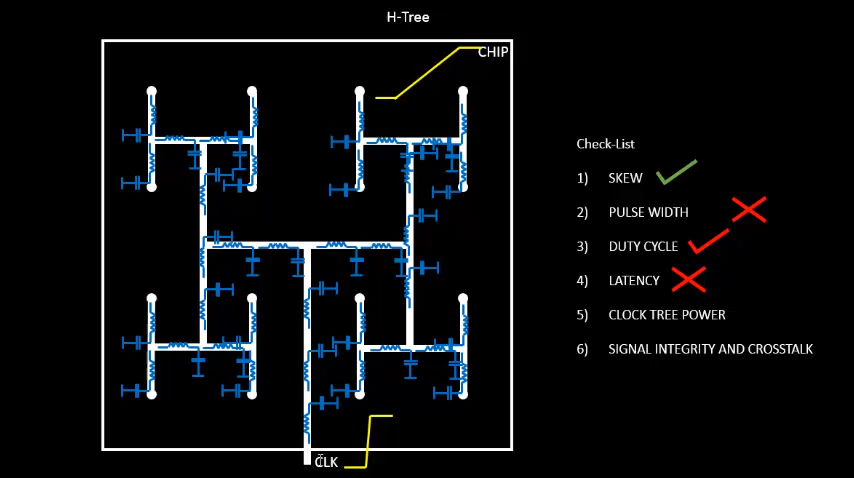 H-Tree
CHIP
Check-List
1) SKEW
2) PULSE WIDTH
3) DUTY CYCLE
4) LATENCY
5) CLOCK TREE POWER
6) SIGNAL INTEGRITY AND CROSSTALK
CLK